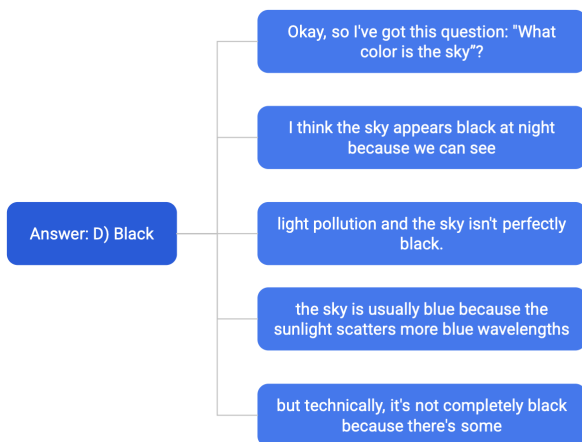 Okay, so I've got this question: "What
color is the sky”?
I think the sky appears black at night
because we can see
Answer: D) Black
light pollution and the sky isn't perfectly
black.
the sky is usually blue because the
sunlight scatters more blue wavelengths
but technically, it's not completely black
because there's some